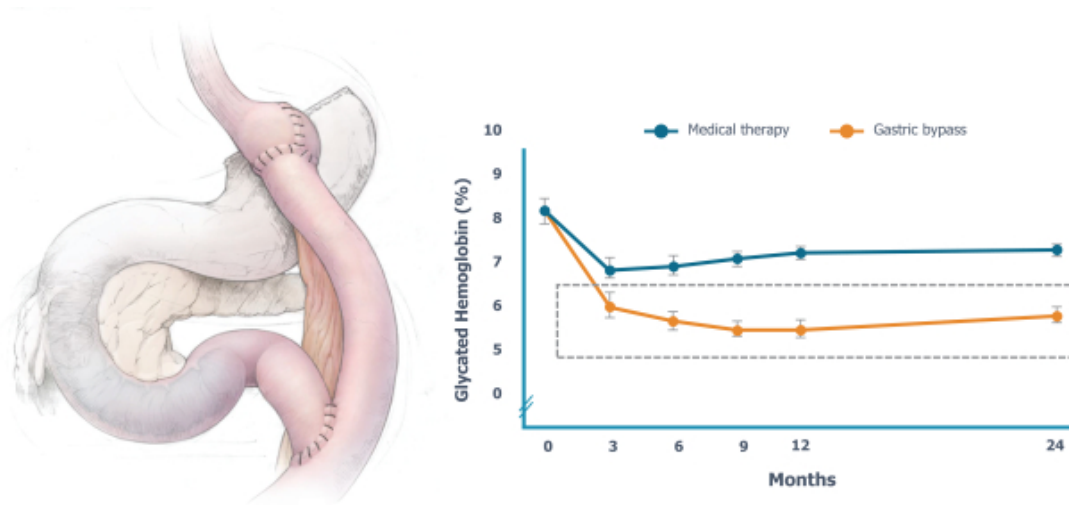 Medical therapy
Gastric bypass
Glycated Hemoglobin (%)
10
9
8
7
6
5
0
0 3 6 9 12 24
Months